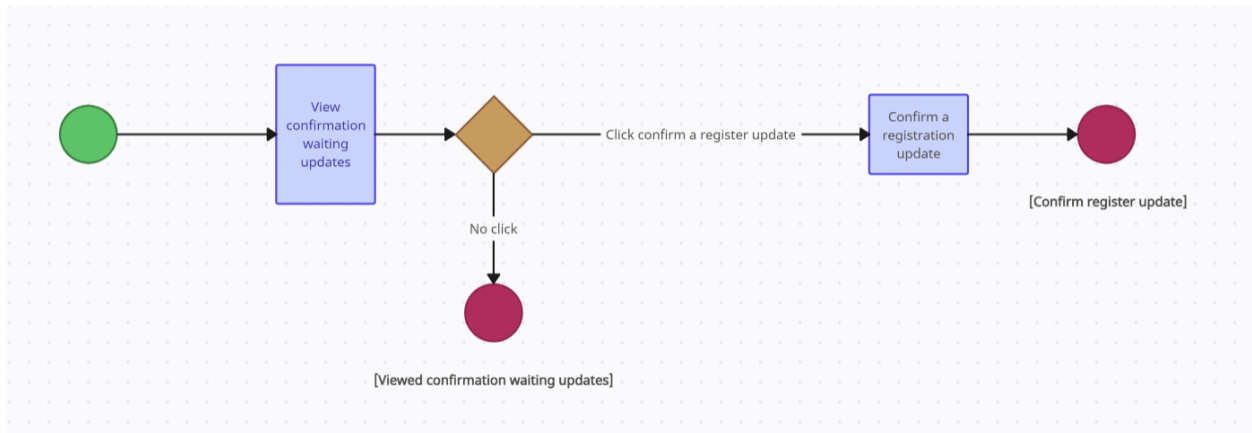 View
confirmation
waiting
updates
Click confirm a register update
Confirm a
registration
update
[Confirm register update]
No click
[Viewed confirmation waiting updates]